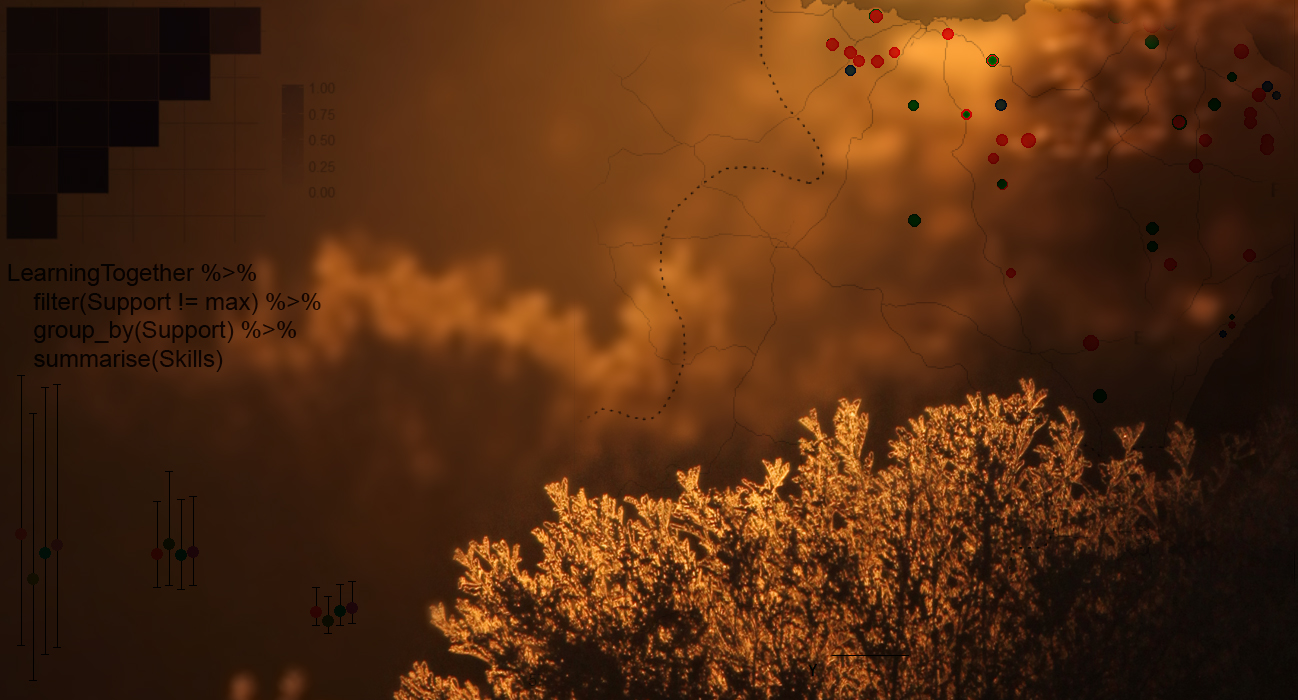 1.00
0.75
0.50
0.25
0.00
LearningTogether %>%
filter(Support != max) %>%
group_by(Support) %>%
summarise(Skills)